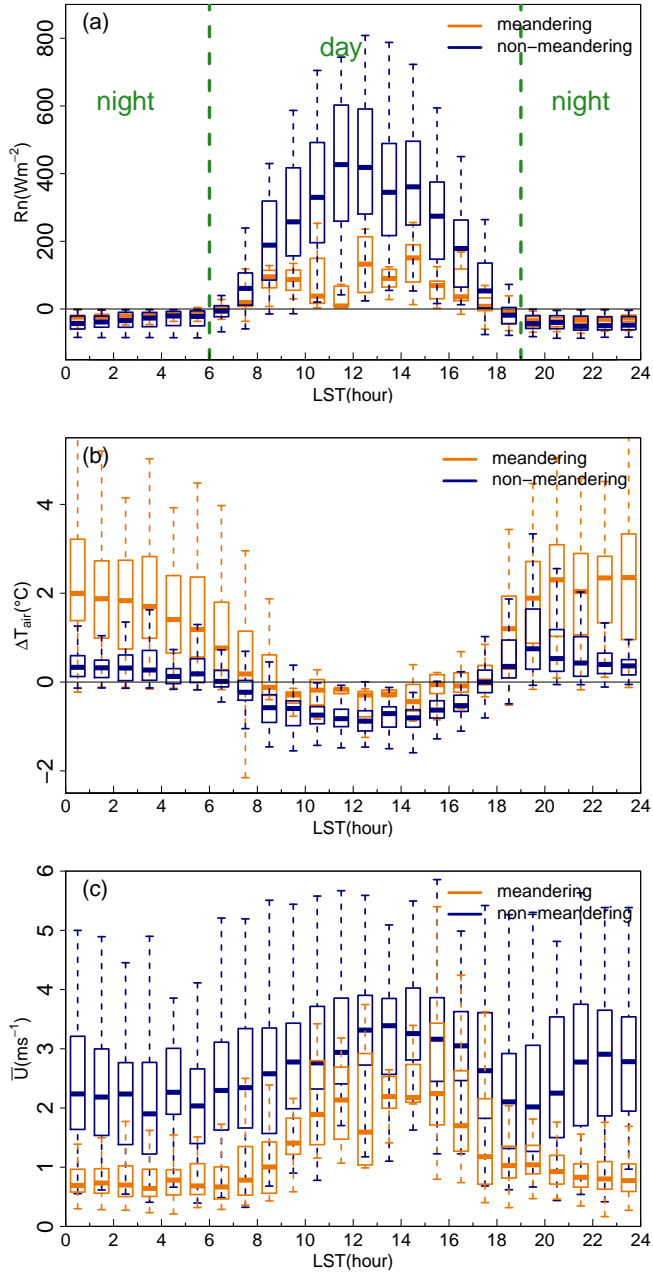 (a)
meandering
non−meandering
night
day
night
Rn(Wm⁻²)
800
600
400
200
0
0 2 4 6 8 10 12 14 16 18 20 22 24
LST(hour)
(b)
meandering
non−meandering
ΔTair(°C)
4
2
0
−2
0 2 4 6 8 10 12 14 16 18 20 22 24
LST(hour)
(c)
meandering
non−meandering
U̅(ms⁻¹)
6
5
4
3
2
1
0
0 2 4 6 8 10 12 14 16 18 20 22 24
LST(hour)